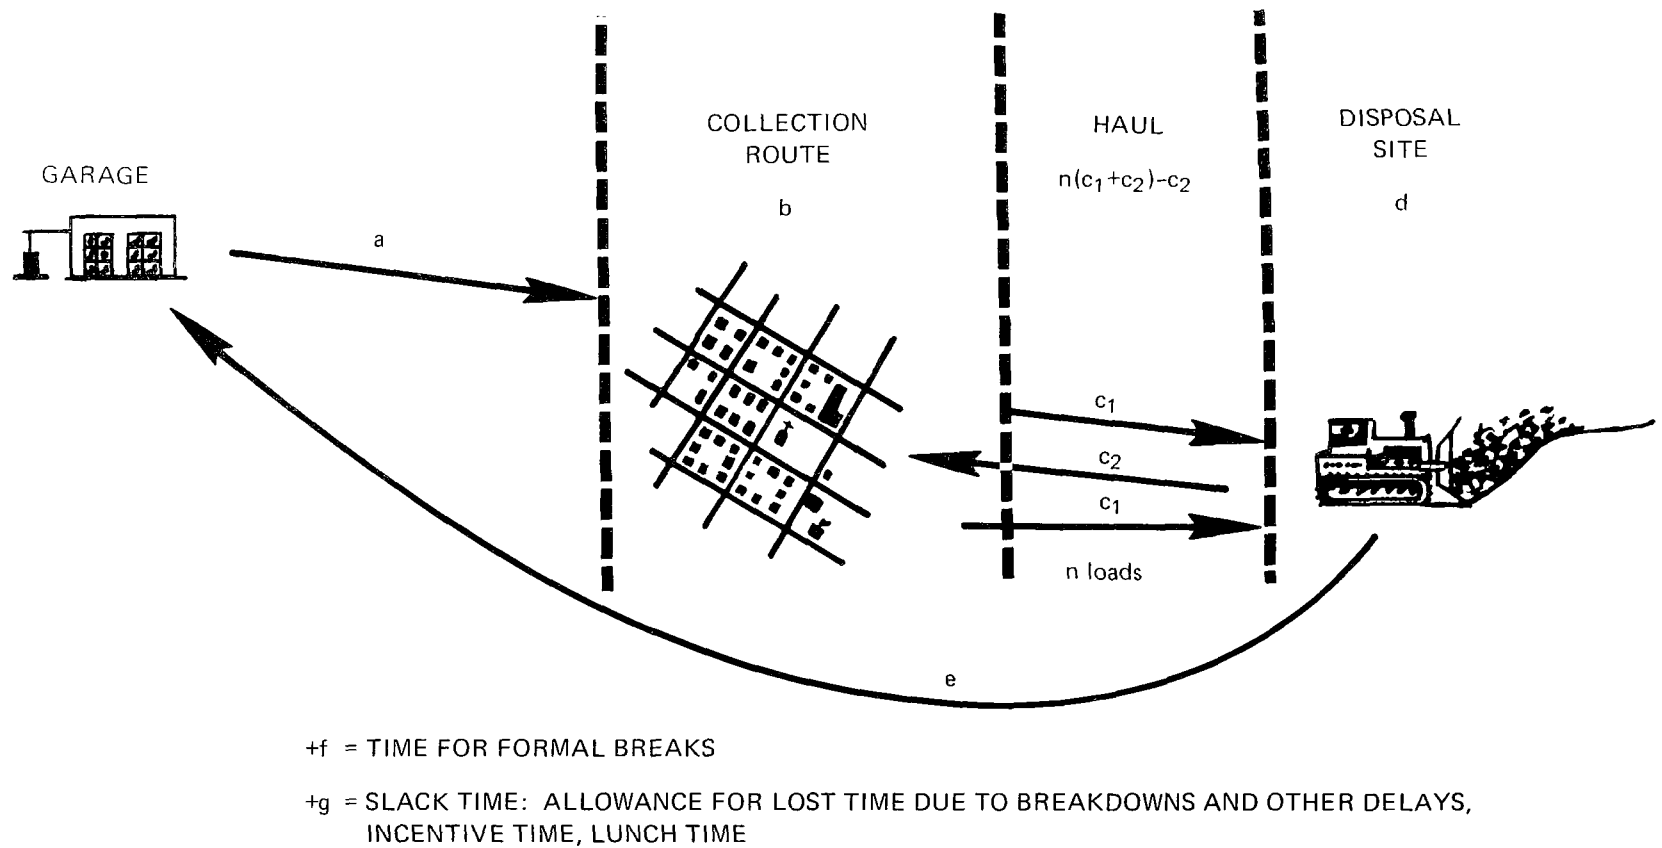 GARAGE
a
COLLECTION
ROUTE
b
HAUL
n(c₁+c₂)-c₂
DISPOSAL
SITE
d
c₁
c₂
c₁
n loads
e
+f = TIME FOR FORMAL BREAKS
+g = SLACK TIME: ALLOWANCE FOR LOST TIME DUE TO BREAKDOWNS AND OTHER DELAYS,
INCENTIVE TIME, LUNCH TIME